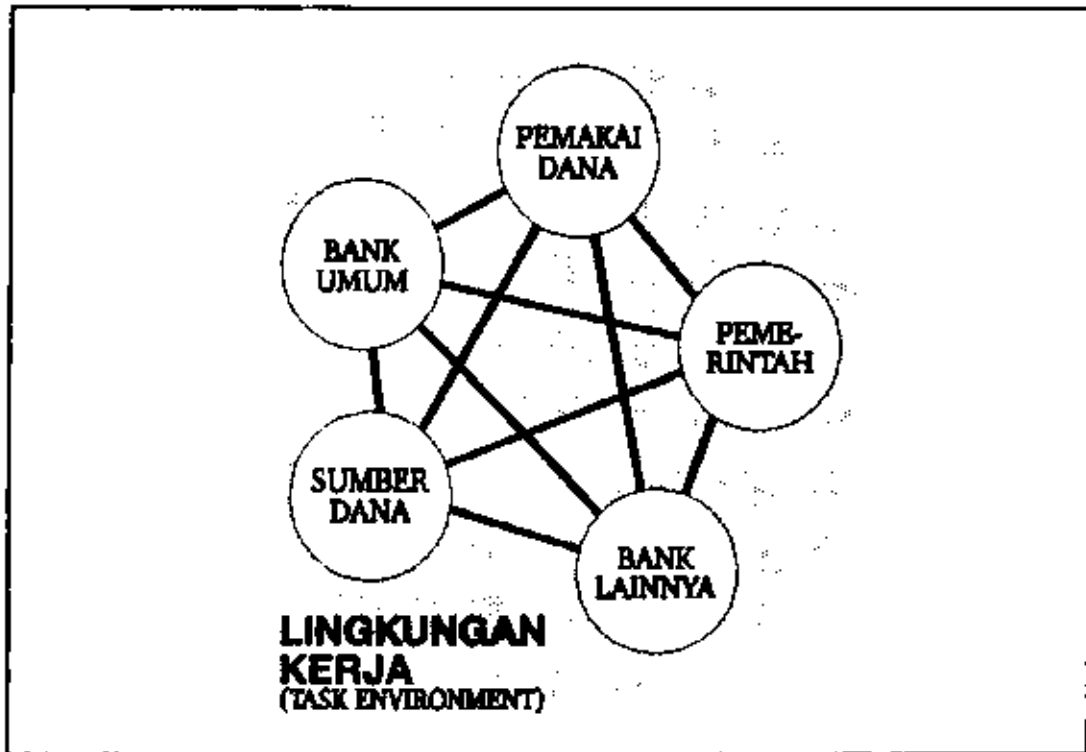 PEMAKAI
DANA
BANK
UMUM
PEME-
RINTAH
SUMBER
DANA
BANK
LAINNYA
LINGKUNGAN
KERJA
(TASK ENVIRONMENT)